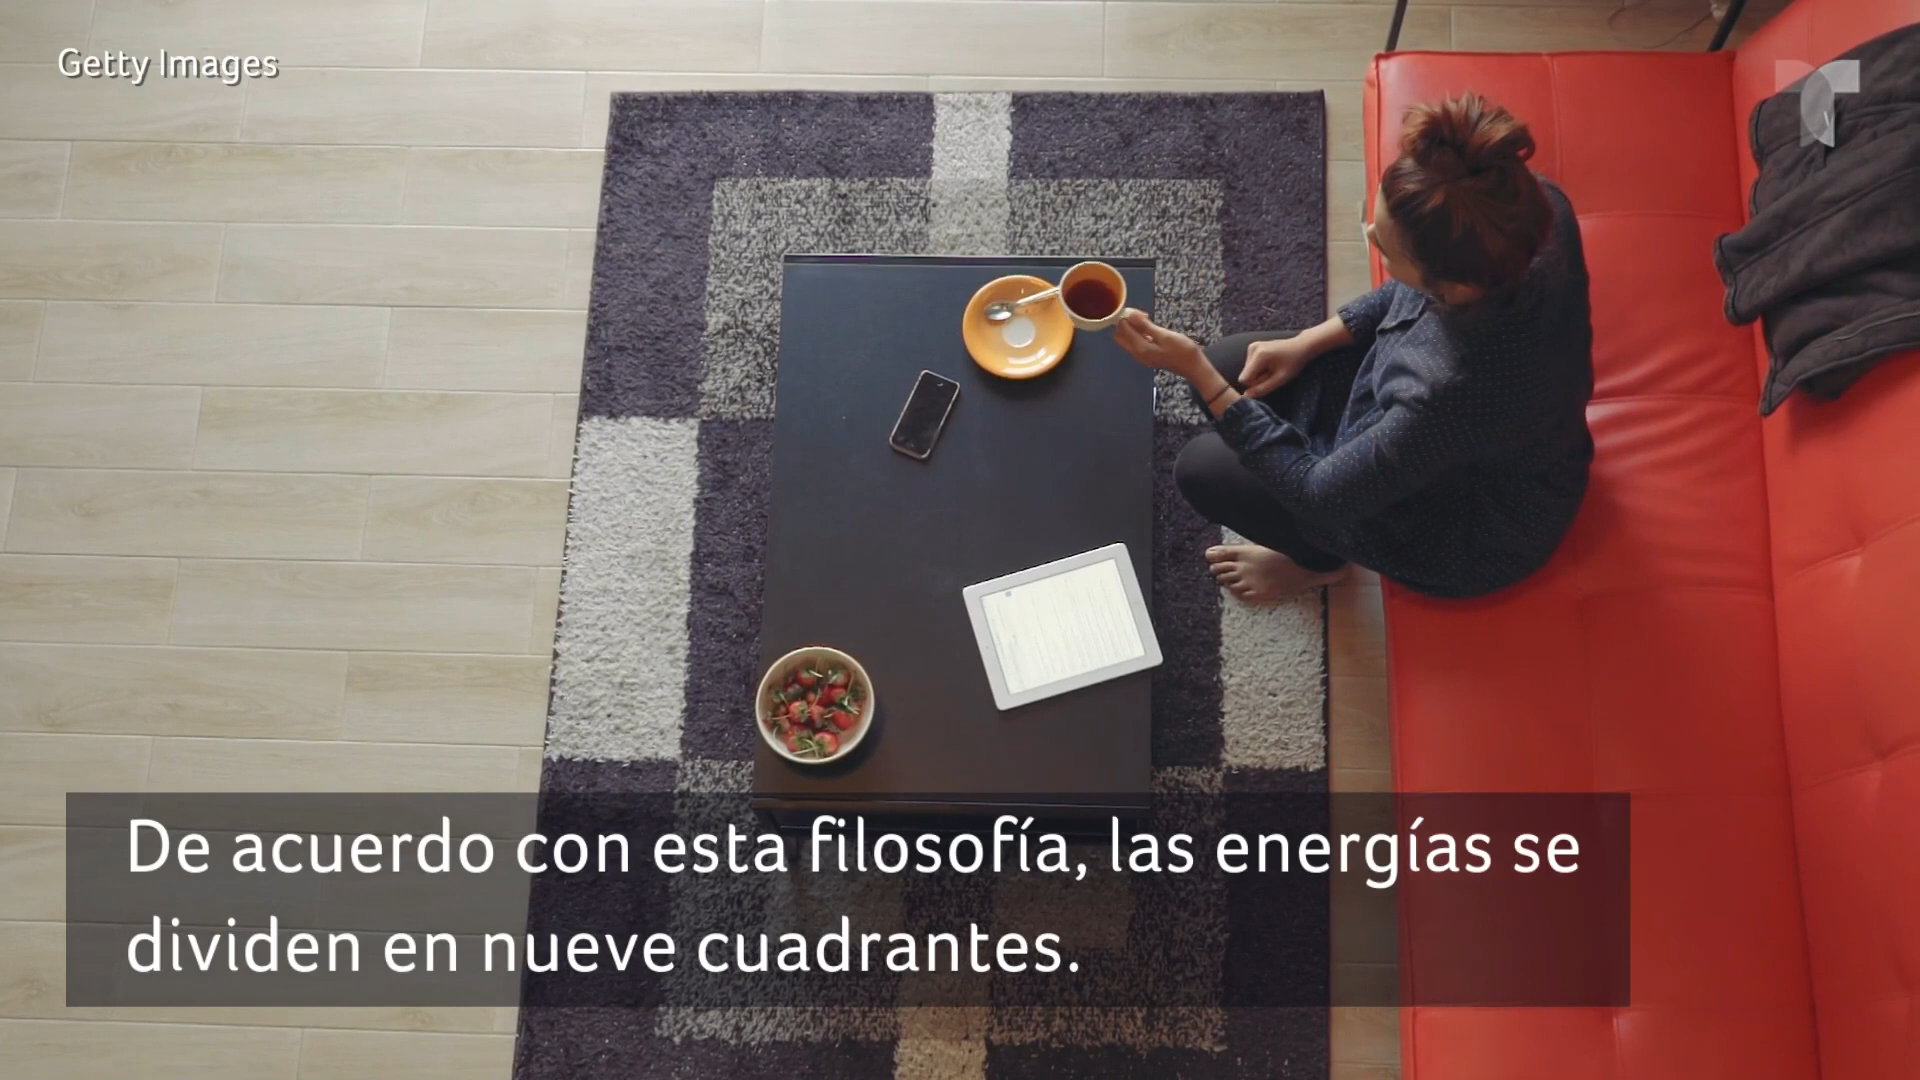 Getty Images
De acuerdo con esta filosofía, las energías se
dividen en nueve cuadrantes.